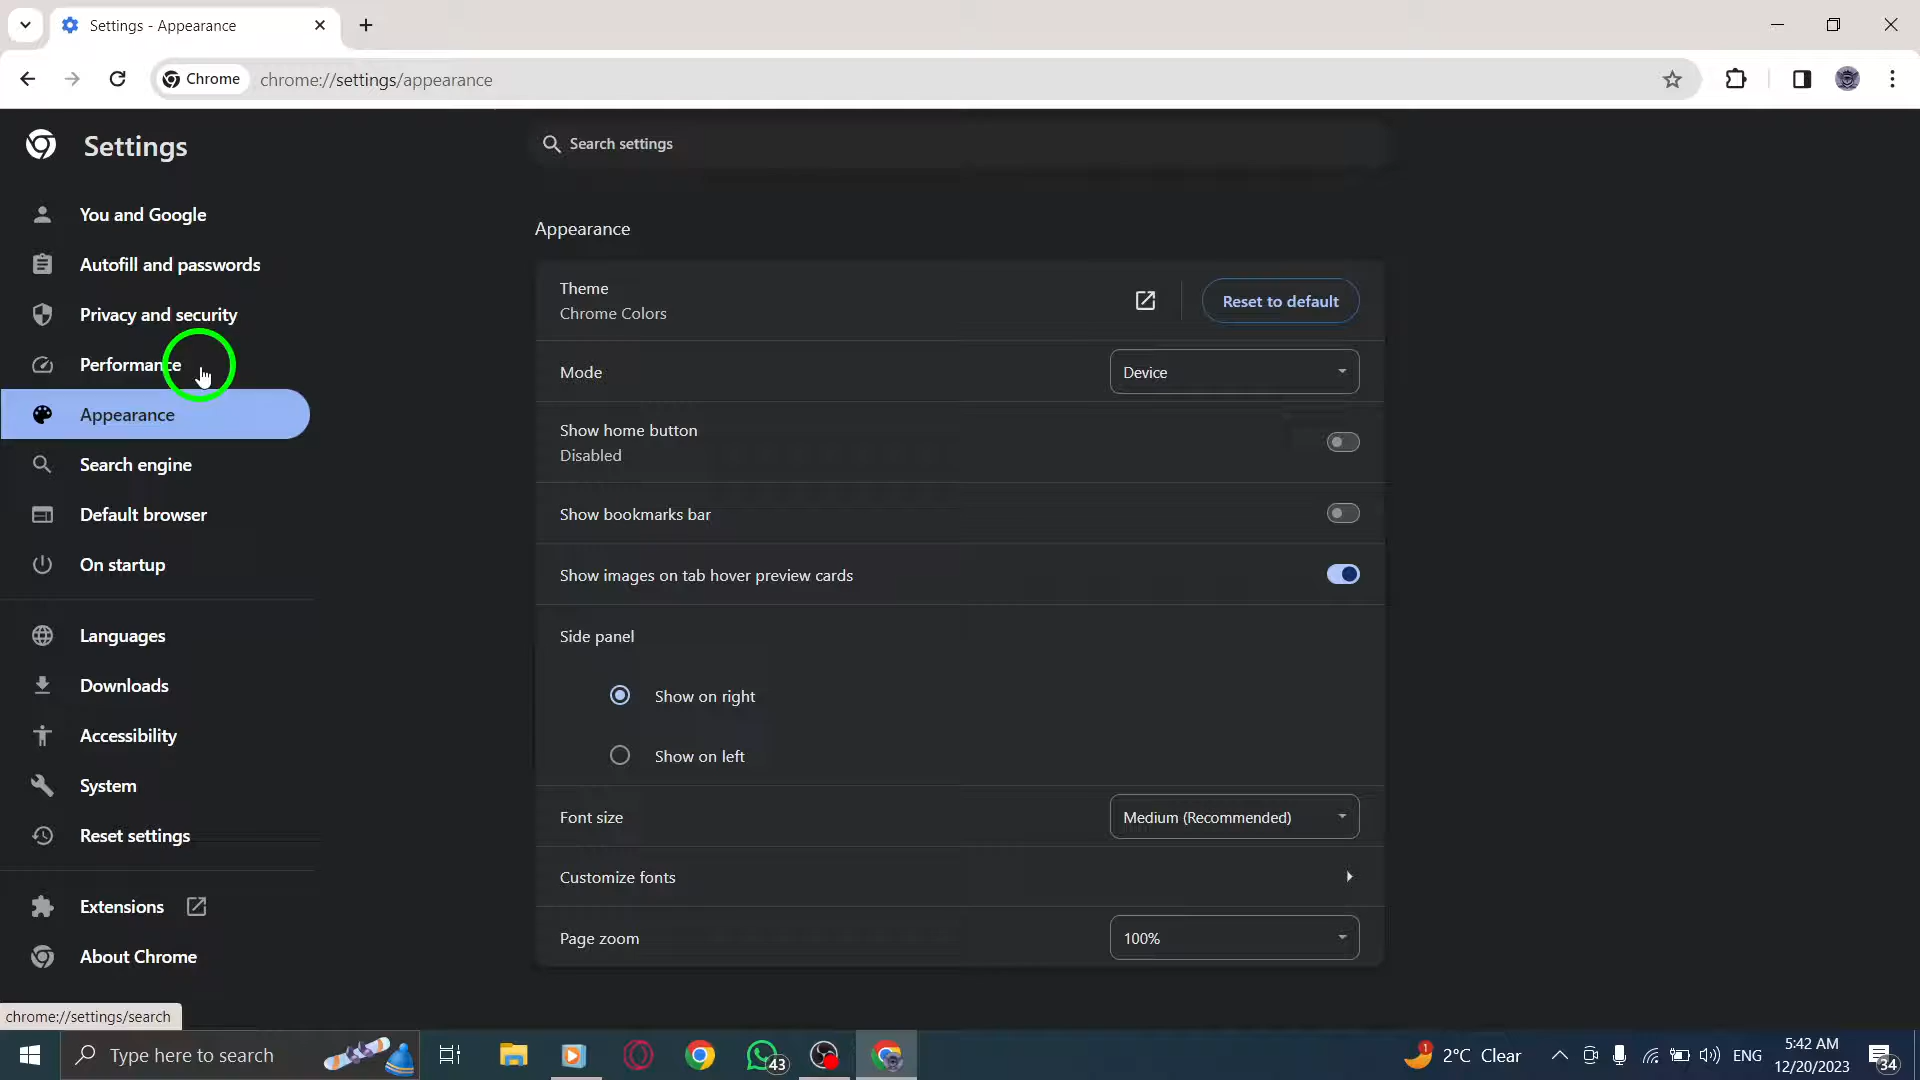 Settings - Appearance
Chrome
chrome://settings/appearance
Settings
Search settings
You and Google
Autofill and passwords
Privacy and security
Performance
Appearance
Search engine
Default browser
On startup
Languages
Downloads
Accessibility
System
Reset settings
Extensions
About Chrome
Appearance
Theme
Chrome Colors
Reset to default
Mode
Device
Show home button
Disabled
Show bookmarks bar
Show images on tab hover preview cards
Side panel
Show on right
Show on left
Font size
Medium (Recommended)
Customize fonts
Page zoom
100%
chrome://settings/search
Type here to search
43
1
2°C Clear
ENG
5:42 AM
12/20/2023
34